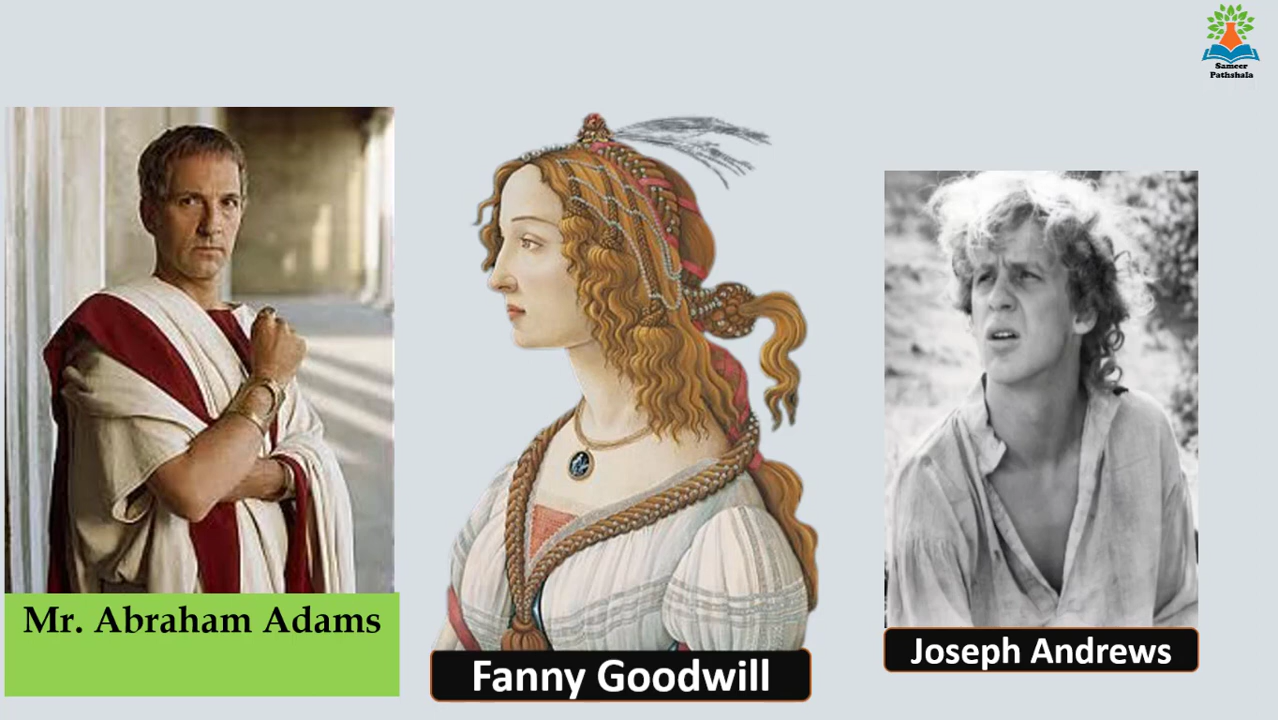 Sameer
Pathshala
Mr. Abraham Adams
Fanny Goodwill
Joseph Andrews